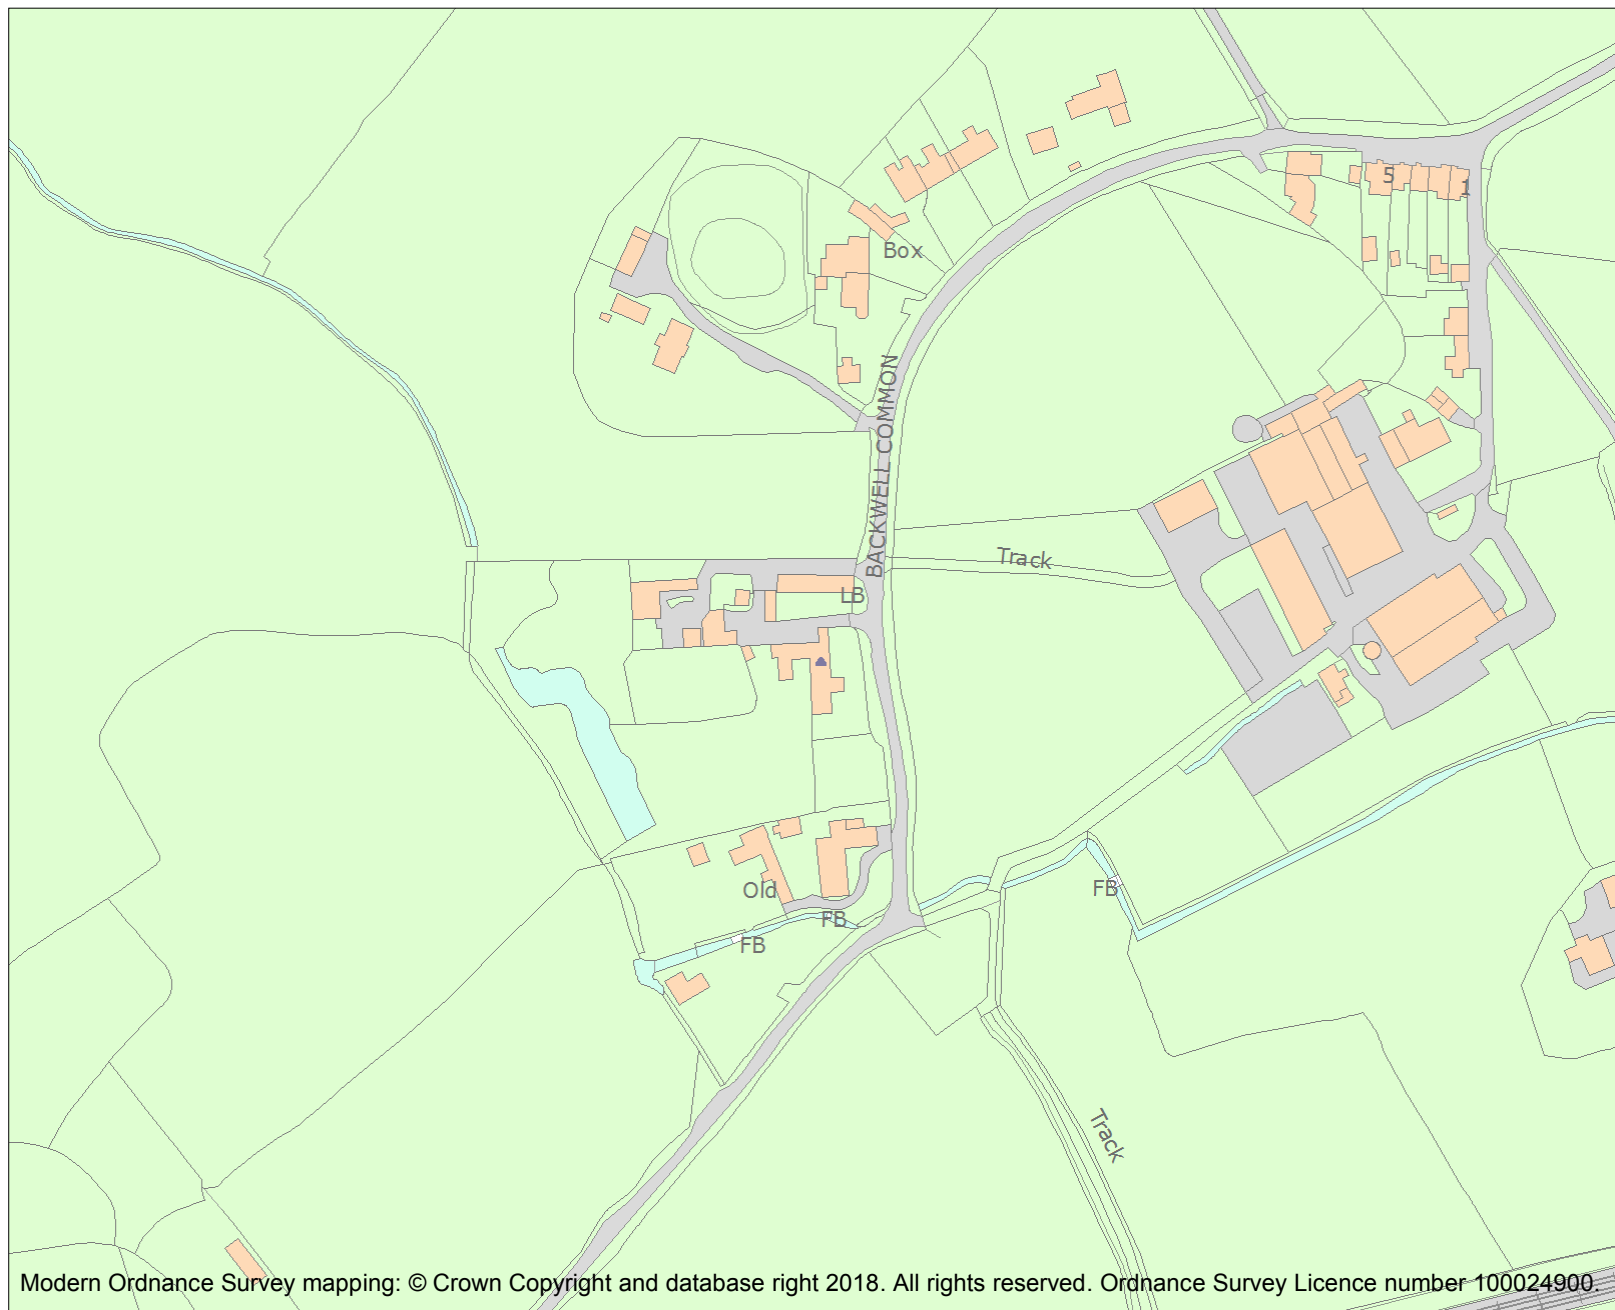 5
1
Box
BACKWELL COMMON
Track
LB
Old
FB
FB
FB
Track
Modern Ordnance Survey mapping: © Crown Copyright and database right 2018. All rights reserved. Ordnance Survey Licence number 100024900.